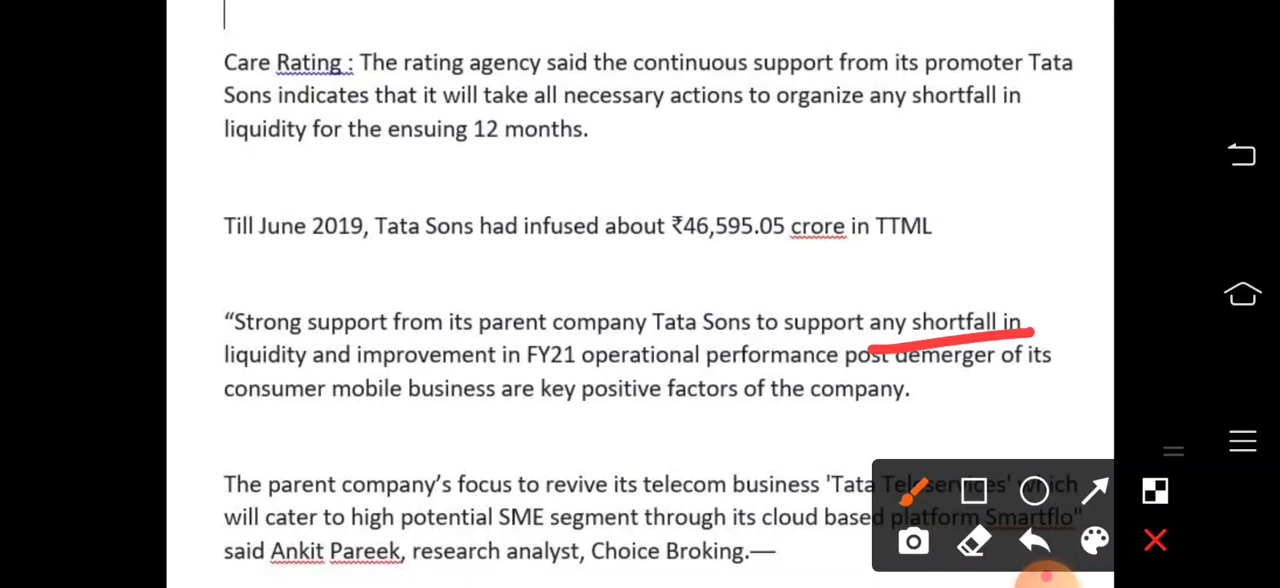 Care Rating : The rating agency said the continuous support from its promoter Tata
Sons indicates that it will take all necessary actions to organize any shortfall in
liquidity for the ensuing 12 months.
Till June 2019, Tata Sons had infused about ₹46,595.05 crore in TTML
“Strong support from its parent company Tata Sons to support any shortfall in
liquidity and improvement in FY21 operational performance post demerger of its
consumer mobile business are key positive factors of the company.
The parent company’s focus to revive its telecom business 'Tata Teleservices' which
will cater to high potential SME segment through its cloud based platform Smartflo"
said Ankit Pareek, research analyst, Choice Broking.—